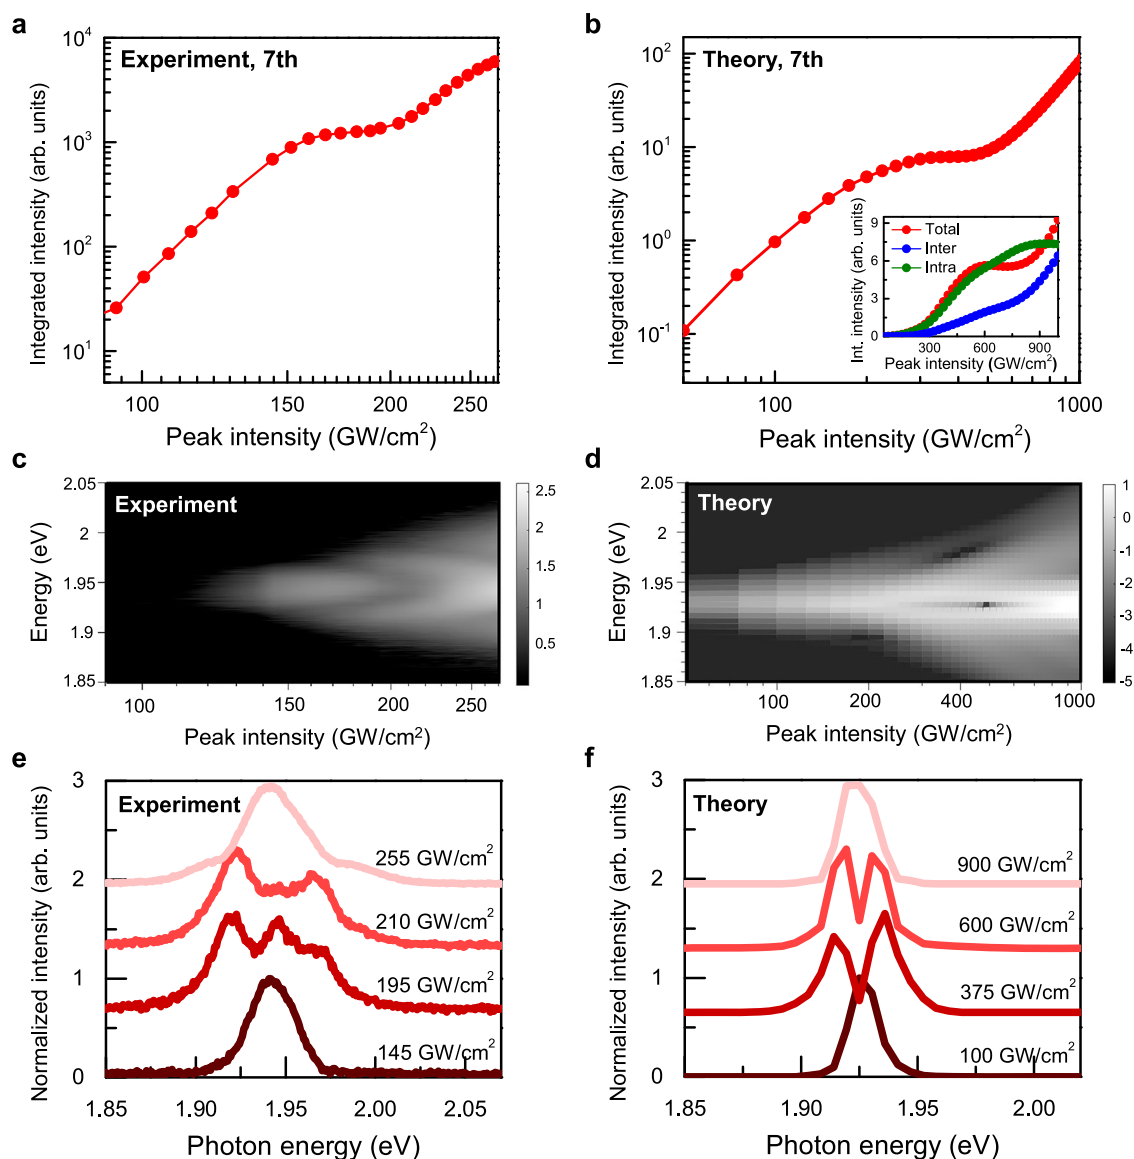 a
Experiment, 7th
Integrated intensity (arb. units)
10^4
10^3
10^2
10^1
100
150
200
250
Peak intensity (GW/cm^2)
b
Theory, 7th
Integrated intensity (arb. units)
10^2
10^1
10^0
10^-1
100
1000
Peak intensity (GW/cm^2)
Total
Inter
Intra
Int. intensity (arb. units)
9
6
3
0
300
600
900
Peak intensity (GW/cm^2)
c
Experiment
Energy (eV)
2.05
2
1.95
1.9
1.85
100
150
200
250
Peak intensity (GW/cm²)
2.5
2
1.5
1
0.5
d
Theory
Energy (eV)
2.05
2
1.95
1.9
1.85
100
200
400
1000
Peak intensity (GW/cm^2)
1
0
-1
-2
-3
-4
-5
e
Experiment
Normalized intensity (arb. units)
3
2
1
0
255 GW/cm^2
210 GW/cm^2
195 GW/cm^2
145 GW/cm^2
1.85
1.90
1.95
2.00
2.05
Photon energy (eV)
f
Theory
Normalized intensity (arb. units)
3
2
1
0
900 GW/cm^2
600 GW/cm^2
375 GW/cm^2
100 GW/cm^2
1.85
1.90
1.95
2.00
Photon energy (eV)